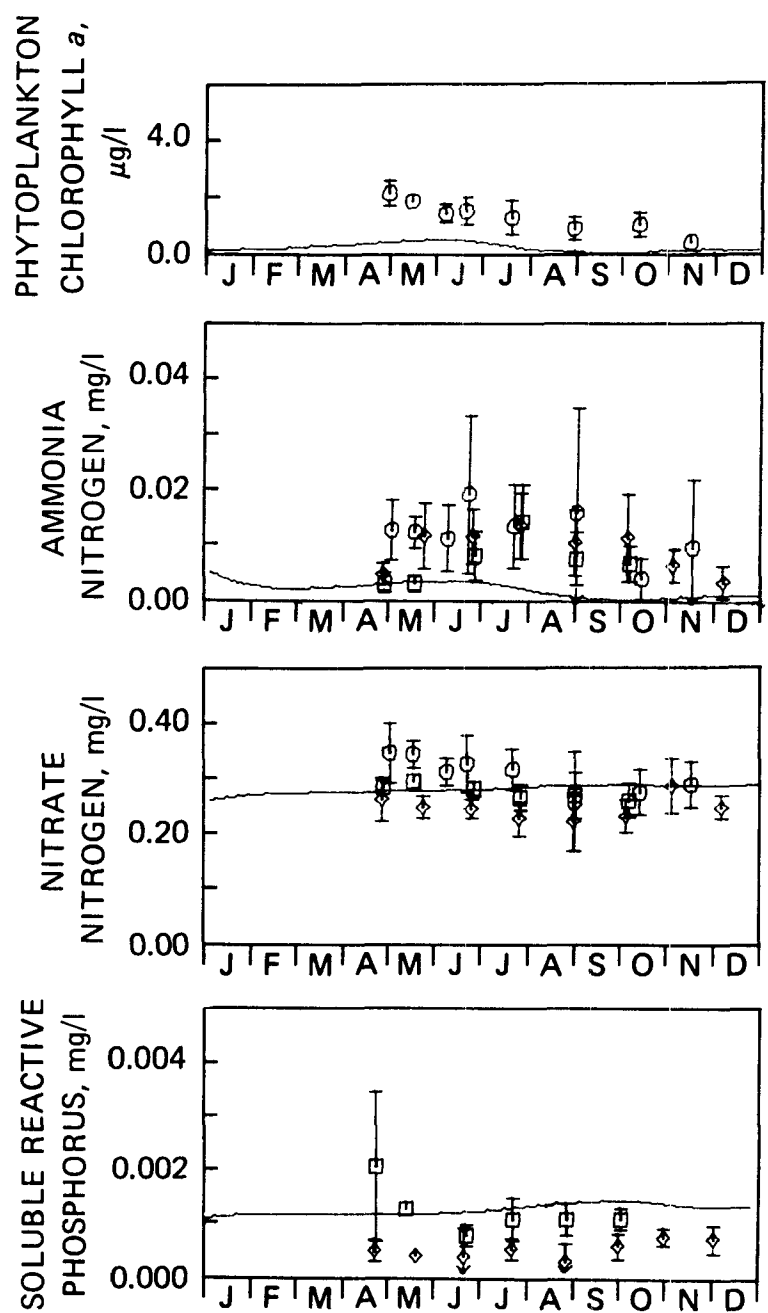 PHYTOPLANKTON
CHLOROPHYLL a,
µg/l
4.0
0.0
J F M A M J J A S O N D
AMMONIA
NITROGEN, mg/l
0.04
0.02
0.00
J F M A M J J A S O N D
NITRATE
NITROGEN, mg/l
0.40
0.20
0.00
J F M A M J J A S O N D
SOLUBLE REACTIVE
PHOSPHORUS, mg/l
0.004
0.002
0.000
J F M A M J J A S O N D